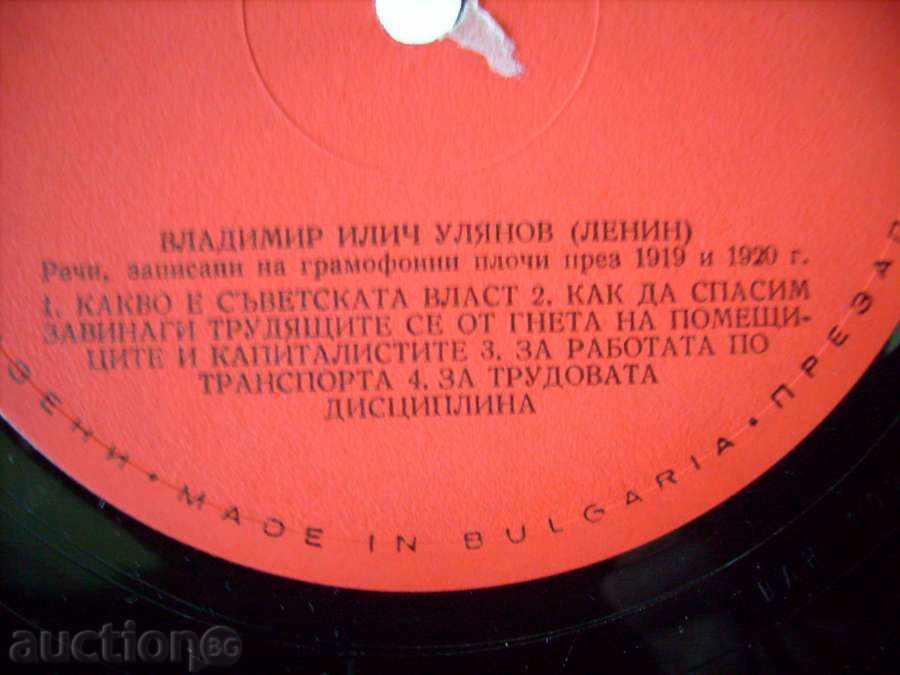 ВЛАДИМИР ИЛИЧ УЛЯНОВ (ЛЕНИН)
Речи, записани на грамофонни плочи през 1919 и 1920 г.
1. КАКВО Е СЪВЕТСКАТА ВЛАСТ 2. КАК ДА СПАСИМ
ЗАВИНАГИ ТРУДЯЩИТЕ СЕ ОТ ГНЕТА НА ПОМЕЩИ-
ЦИТЕ И КАПИТАЛИСТИТЕ 3. ЗА РАБОТАТА ПО
ТРАНСПОРТА 4. ЗА ТРУДОВАТА
ДИСЦИПЛИНА
ФЕНИ • MADE IN BULGARIA • ПРЕЗАП
auction.bg